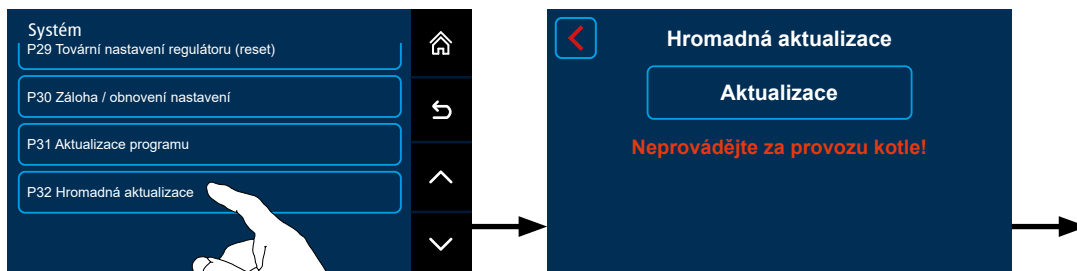 Systém
P29 Tovární nastavení regulátoru (reset)
P30 Záloha / obnovení nastavení
P31 Aktualizace programu
P32 Hromadná aktualizace
Hromadná aktualizace
Aktualizace
Neprovádějte za provozu kotle!